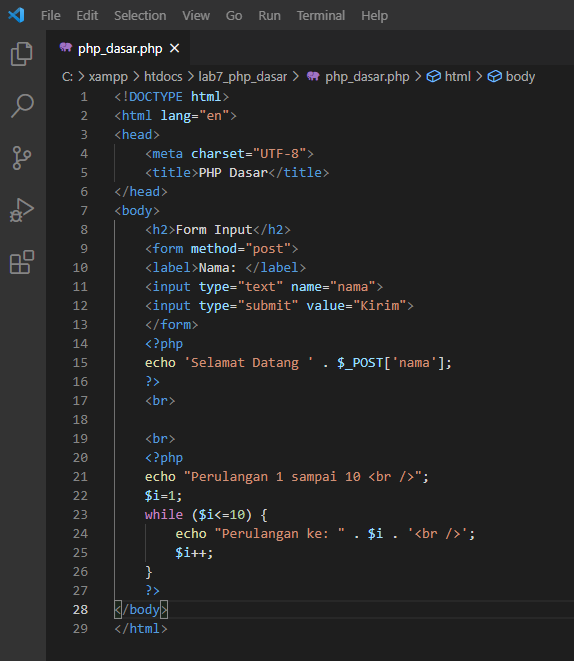 File Edit Selection View Go Run Terminal Help
php_dasar.php ×
C: > xampp > htdocs > lab7_php_dasar > php_dasar.php > html > body
1 <!DOCTYPE html>
2 <html lang="en">
3 <head>
4     <meta charset="UTF-8">
5     <title>PHP Dasar</title>
6 </head>
7 <body>
8     <h2>Form Input</h2>
9     <form method="post">
10     <label>Nama: </label>
11     <input type="text" name="nama">
12     <input type="submit" value="Kirim">
13     </form>
14     <?php
15     echo 'Selamat Datang ' . $_POST['nama'];
16     ?>
17     <br>
18
19     <br>
20     <?php
21     echo "Perulangan 1 sampai 10 <br />";
22     $i=1;
23     while ($i<=10) {
24         echo "Perulangan ke: " . $i . '<br />';
25         $i++;
26     }
27     ?>
28 </body>
29 </html>